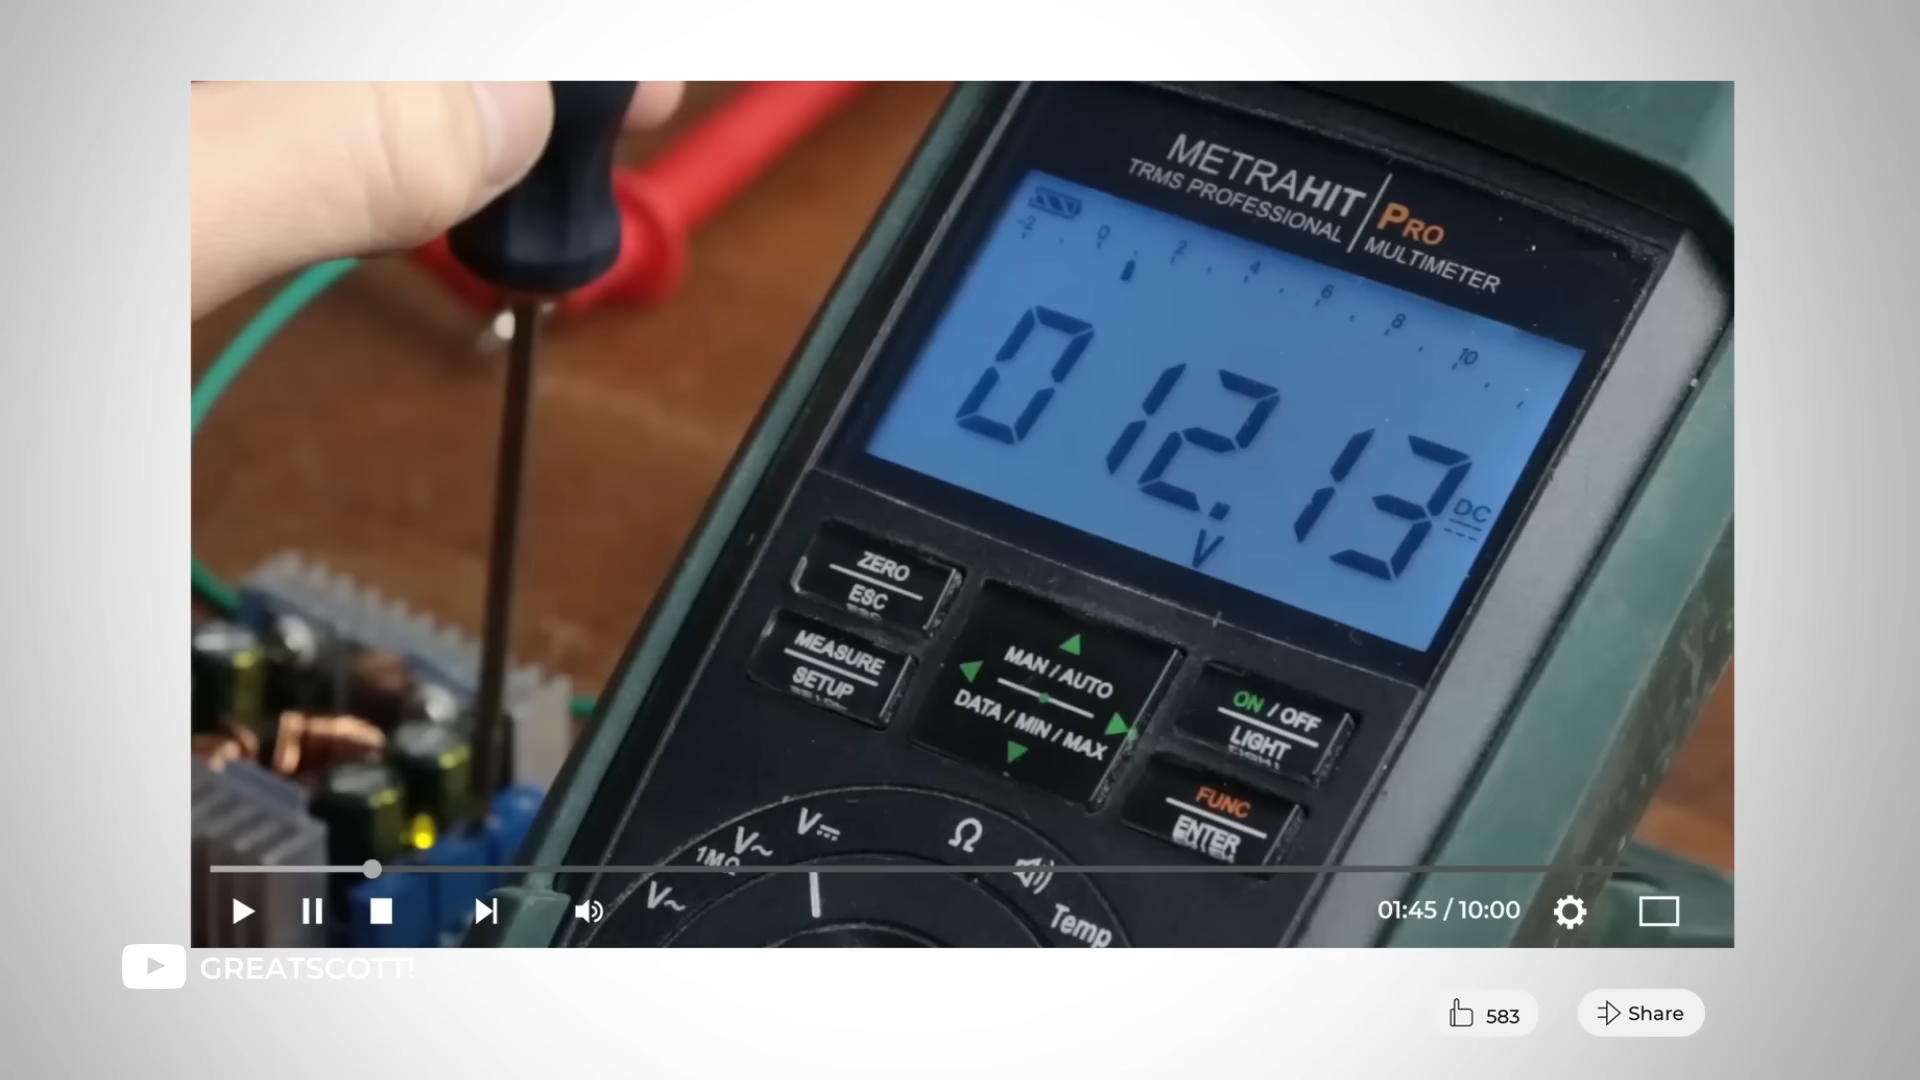 METRAHIT PRO
TRMS PROFESSIONAL MULTIMETER
-2 0 2 4 6 8 10
012.13
DC
V
ZERO
ESC
MEASURE
SETUP
MAN / AUTO
DATA / MIN / MAX
ON / OFF
LIGHT
FUNC
ENTER
V~
1MΩ
V~
V⎓
Ω
Temp
01:45 / 10:00
GREATSCOTT!
583
Share